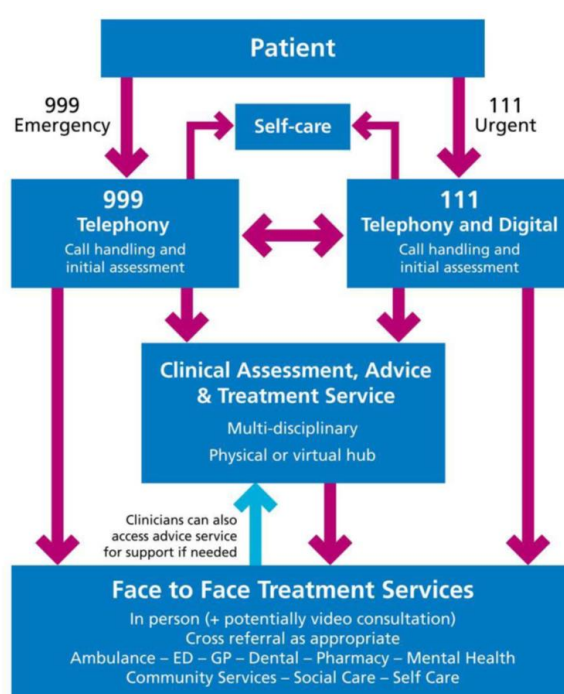 Patient
999
Emergency
111
Urgent
Self-care
999
Telephony
Call handling and
initial assessment
111
Telephony and Digital
Call handling and
initial assessment
Clinical Assessment, Advice
& Treatment Service
Multi-disciplinary
Physical or virtual hub
Clinicians can also
access advice service
for support if needed
Face to Face Treatment Services
In person (+ potentially video consultation)
Cross referral as appropriate
Ambulance – ED – GP – Dental – Pharmacy – Mental Health
Community Services – Social Care – Self Care